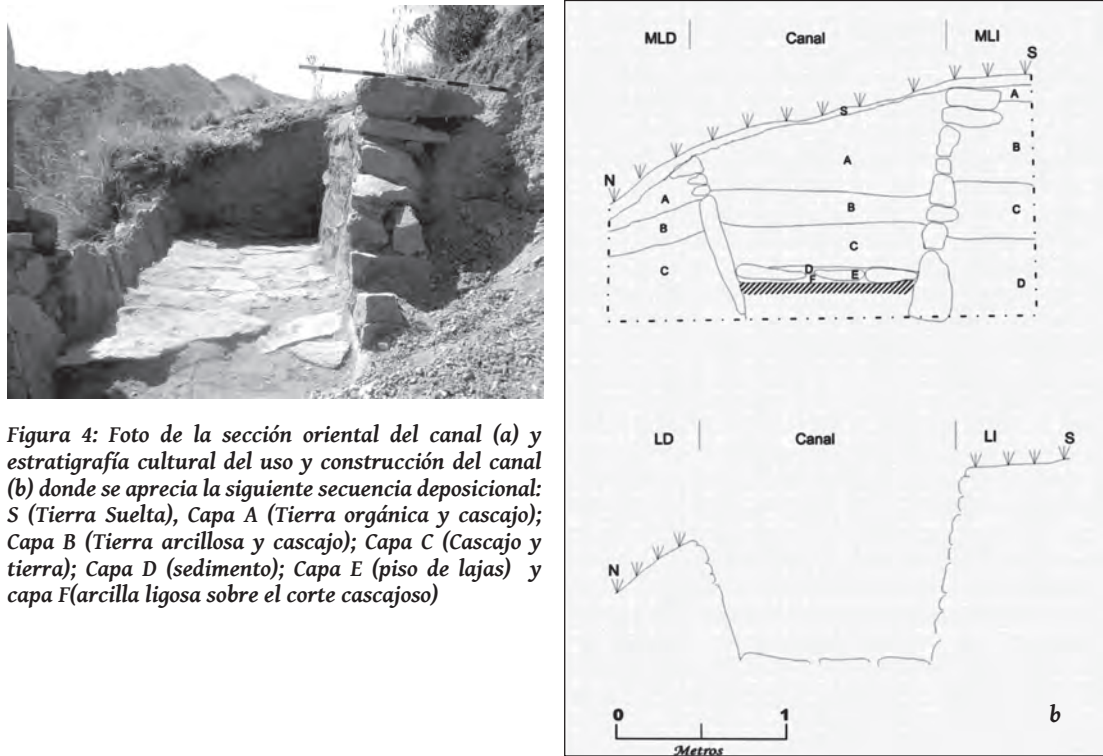 Figura 4: Foto de la sección oriental del canal (a) y
estratigrafía cultural del uso y construcción del canal
(b) donde se aprecia la siguiente secuencia deposicional:
S (Tierra Suelta), Capa A (Tierra orgánica y cascajo);
Capa B (Tierra arcillosa y cascajo); Capa C (Cascajo y
tierra); Capa D (sedimento); Capa E (piso de lajas) y
capa F(arcilla ligosa sobre el corte cascajoso)
MLD Canal MLI
S
A
S
B
A
N
A
B
C
B
C
C
D
E
F
D
LD Canal LI S
N
0 1
Metros
b